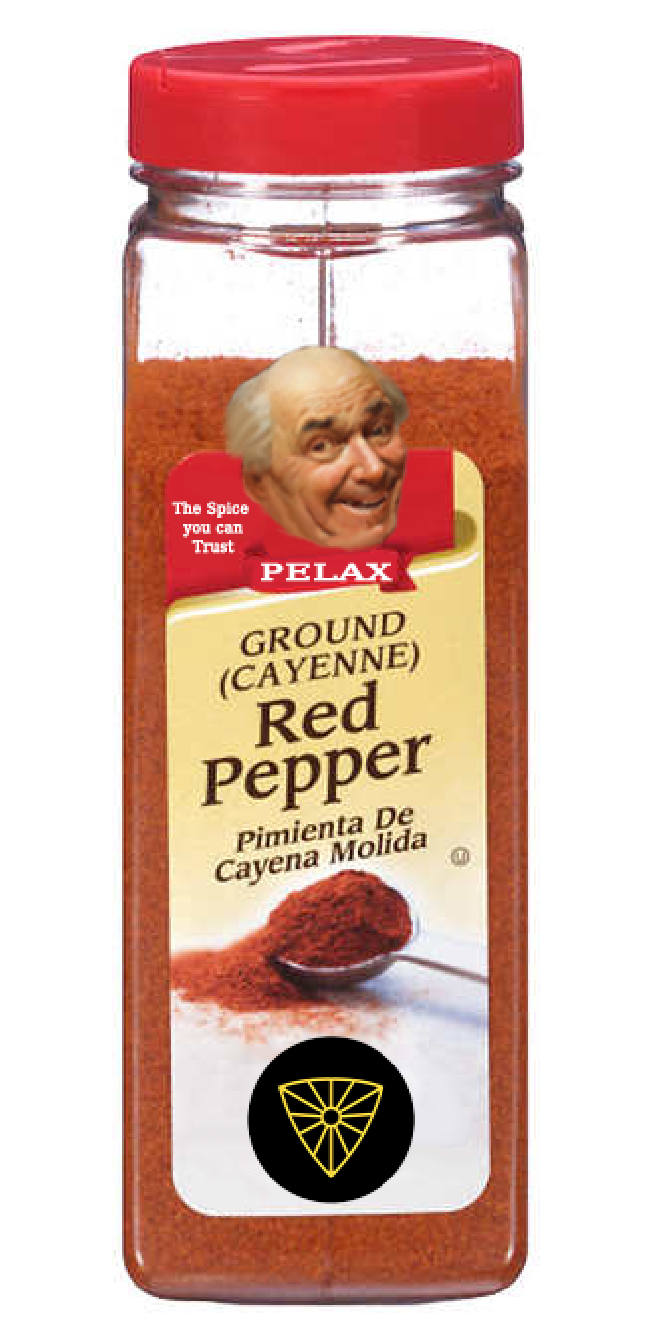 The Spice
you can
Trust
PELAX
GROUND
(CAYENNE)
Red
Pepper
Pimienta De
Cayena Molida
U